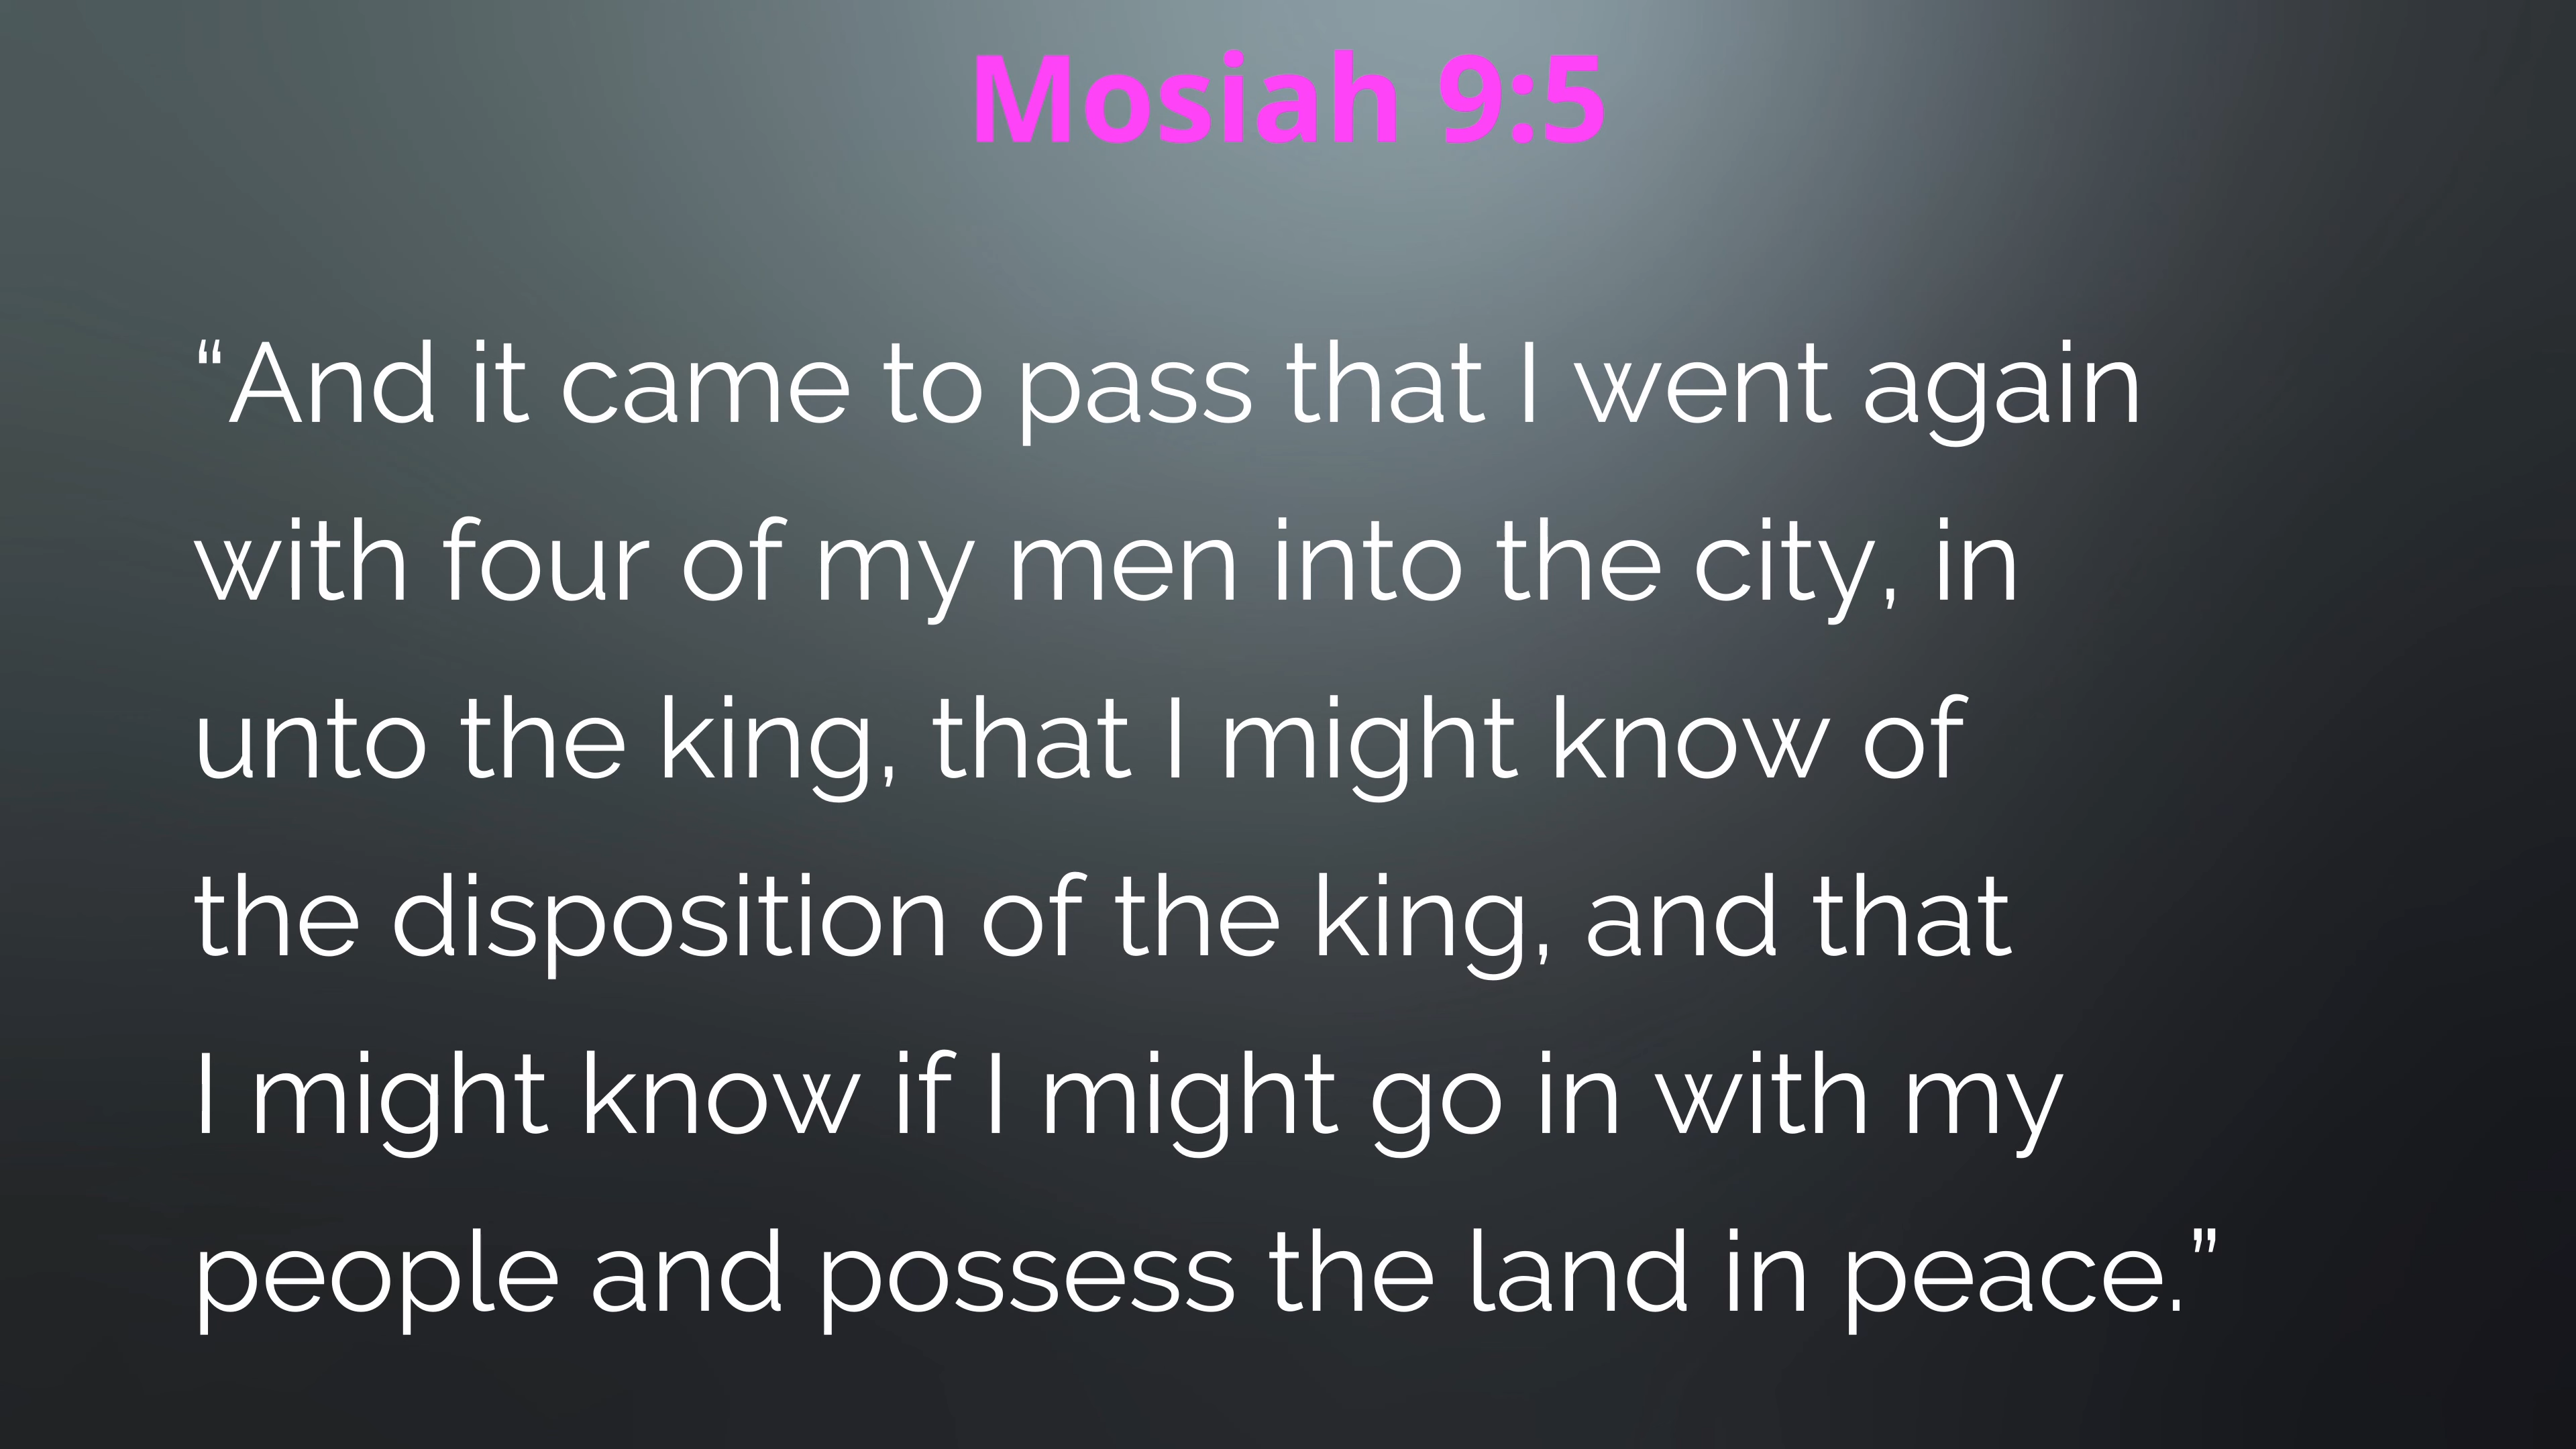 Mosiah 9:5
“And it came to pass that I went again
with four of my men into the city, in
unto the king, that I might know of
the disposition of the king, and that
I might know if I might go in with my
people and possess the land in peace.”